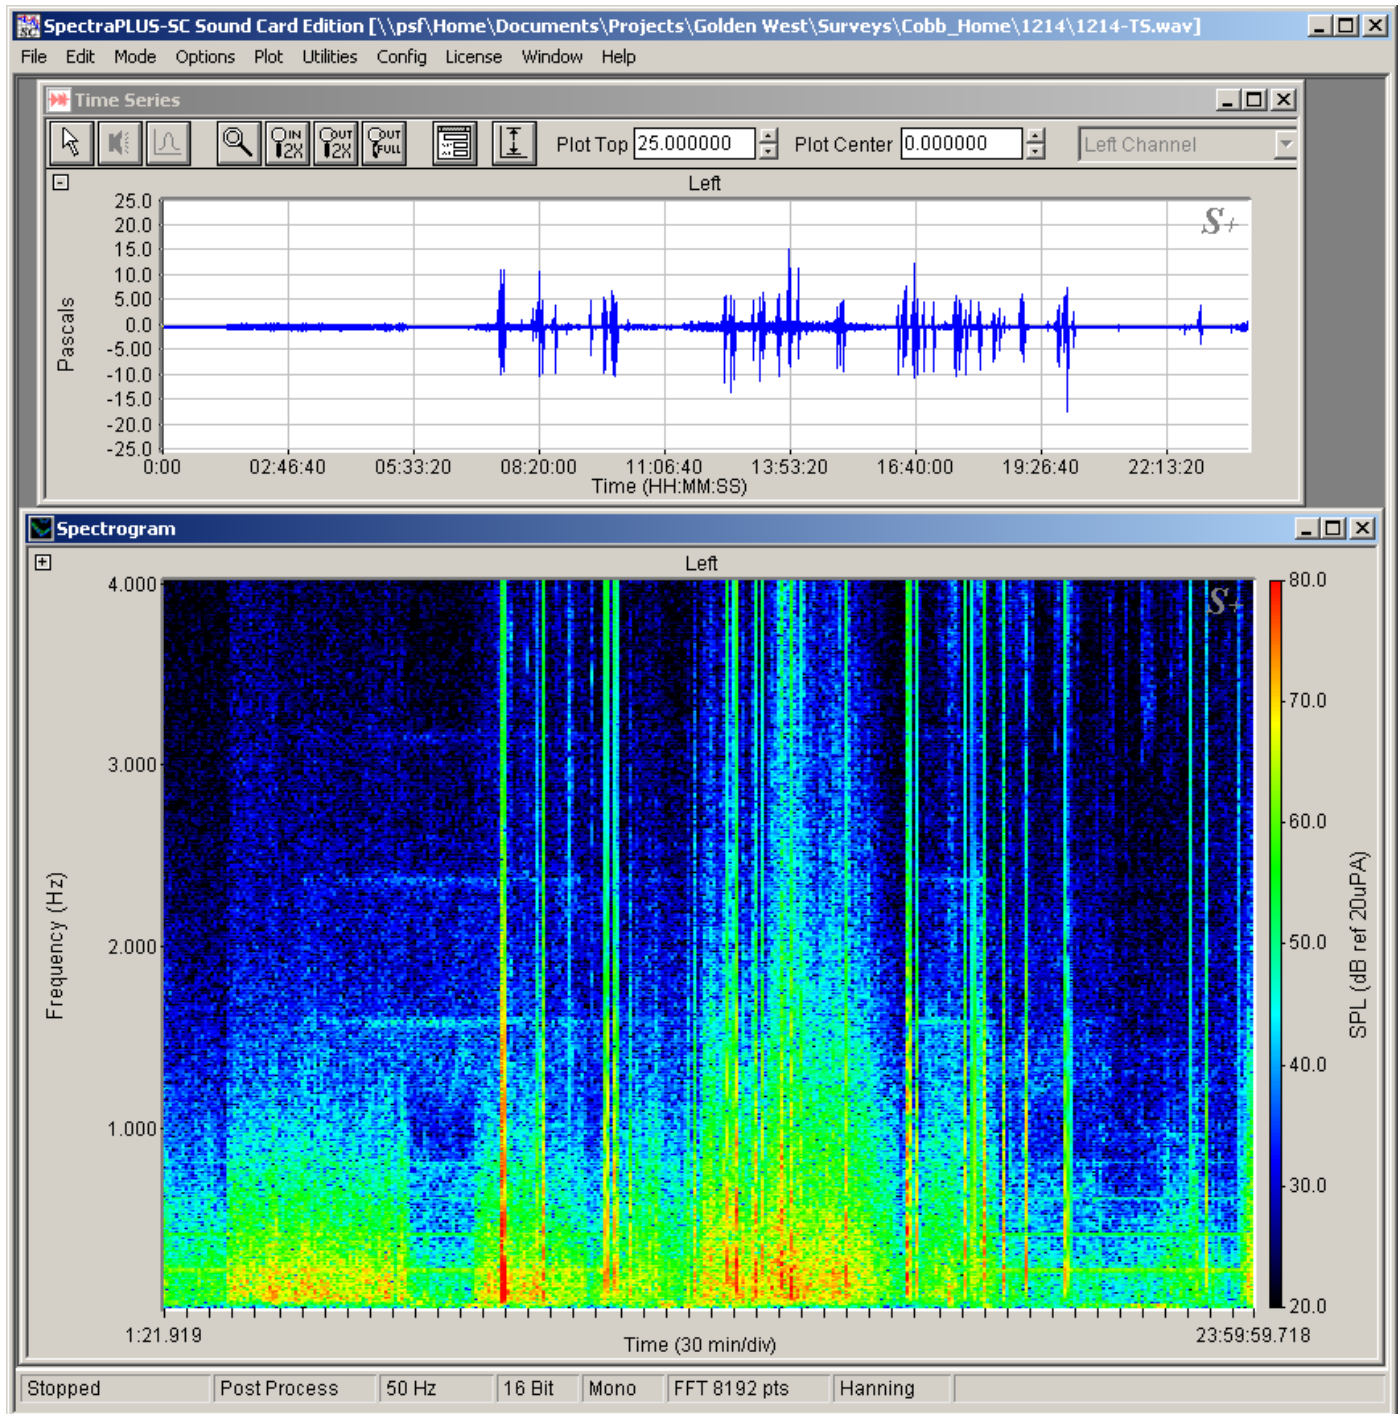 SpectraPLUS-SC Sound Card Edition [\\psf\Home\Documents\Projects\Golden West\Surveys\Cobb_Home\1214\1214-TS.wav]
File Edit Mode Options Plot Utilities Config License Window Help
Time Series
IN 2X OUT 2X OUT FULL Plot Top 25.000000 Plot Center 0.000000 Left Channel
Left
S+
25.0
20.0
15.0
10.0
5.00
0.0
-5.00
-10.0
-15.0
-20.0
-25.0
Pascals
0:00 02:46:40 05:33:20 08:20:00 11:06:40 13:53:20 16:40:00 19:26:40 22:13:20
Time (HH:MM:SS)
Spectrogram
Left
S+
4.000
3.000
2.000
1.000
Frequency (Hz)
80.0
70.0
60.0
50.0
40.0
30.0
20.0
SPL (dB ref 20uPA)
1:21.919 23:59:59.718
Time (30 min/div)
Stopped Post Process 50 Hz 16 Bit Mono FFT 8192 pts Hanning